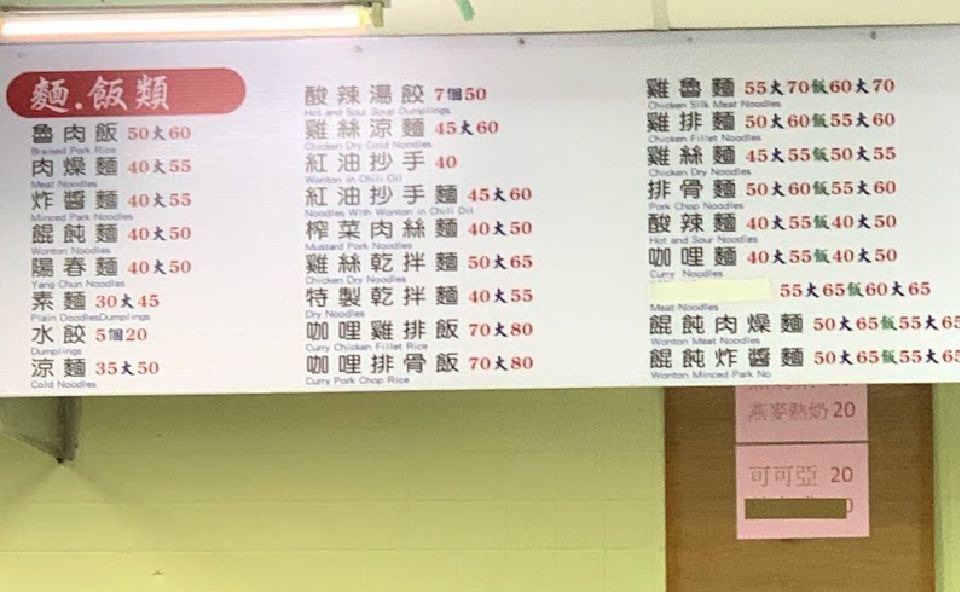 麵.飯類
魯肉飯 50大60
Braised Pork Rice
肉燥麵 40大55
Meat Noodles
炸醬麵 40大55
Minced Park Noodles
餛飩麵 40大50
Wonton Noodles
陽春麵 40大50
Yang Chun Noodles
素麵 30大45
Plain DoodlesDumplings
水餃 5個20
Dumplings
涼麵 35大50
Cold Noodles
酸辣湯餃 7個50
Hot and Sour Soup Dumplings
雞絲涼麵 45大60
Chicken Dry Cold Noodles
紅油抄手 40
Wonton in Chili Oil
紅油抄手麵 45大60
Noodles With Wonton in Chili Oil
榨菜肉絲麵 40大50
Mustard Pork Noodles
雞絲乾拌麵 50大65
Chicken Dry Noodles
特製乾拌麵 40大55
Dry Noodles
咖哩雞排飯 70大80
Curry Chicken Fillet Rice
咖哩排骨飯 70大80
Curry Pork Chop Rice
雞魯麵 55大70飯60大70
Chicken Silk Meat Noodles
雞排麵 50大60飯55大60
Chicken Fillet Noodles
雞絲麵 45大55飯50大55
Chicken Dry Noodles
排骨麵 50大60飯55大60
Pork Chop Noodles
酸辣麵 40大55飯40大50
Hot and Sour Noodles
咖哩麵 40大55飯40大50
Curry Noodles
55大65飯60大65
Meat Noodles
餛飩肉燥麵 50大65飯55大65
Wonton Meat Noodles
餛飩炸醬麵 50大65飯55大65
Wonton Minced Park No
燕麥熱奶 20
可可亞 20